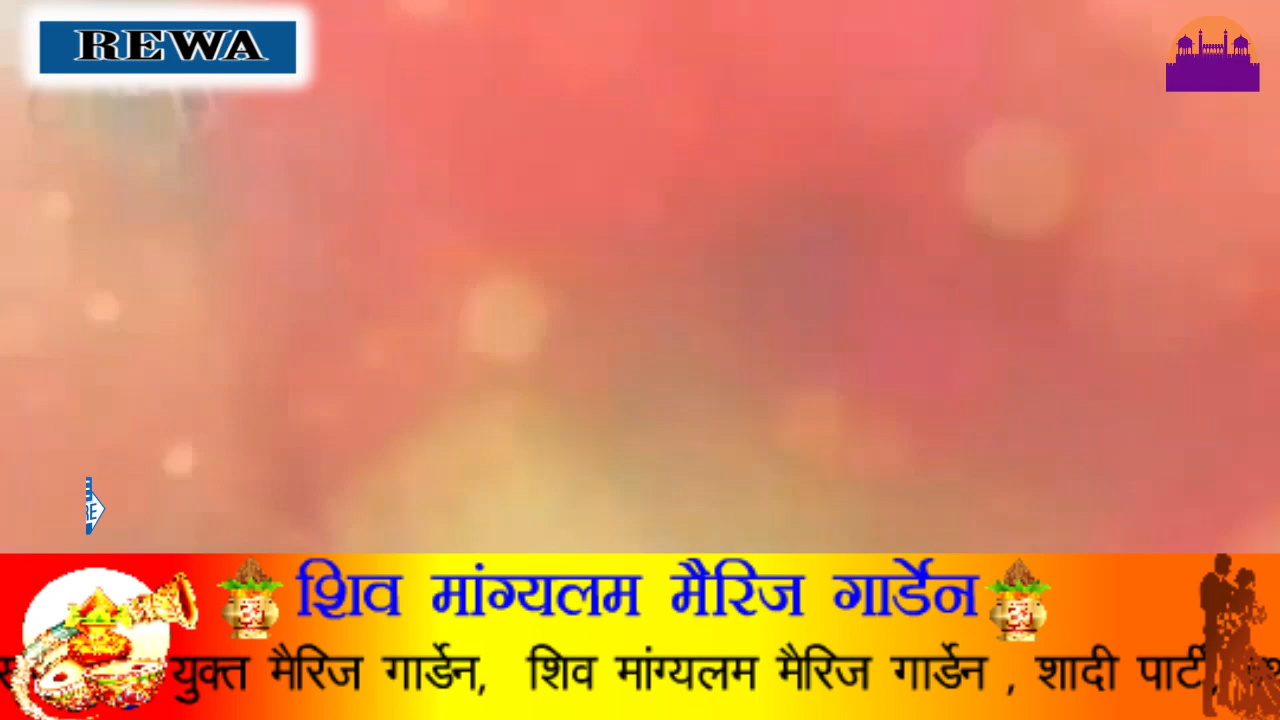 REWA
शिव मांग्यलम मैरिज गार्डेन
युक्त मैरिज गार्डेन, शिव मांग्यलम मैरिज गार्डेन , शादी पार्टी,